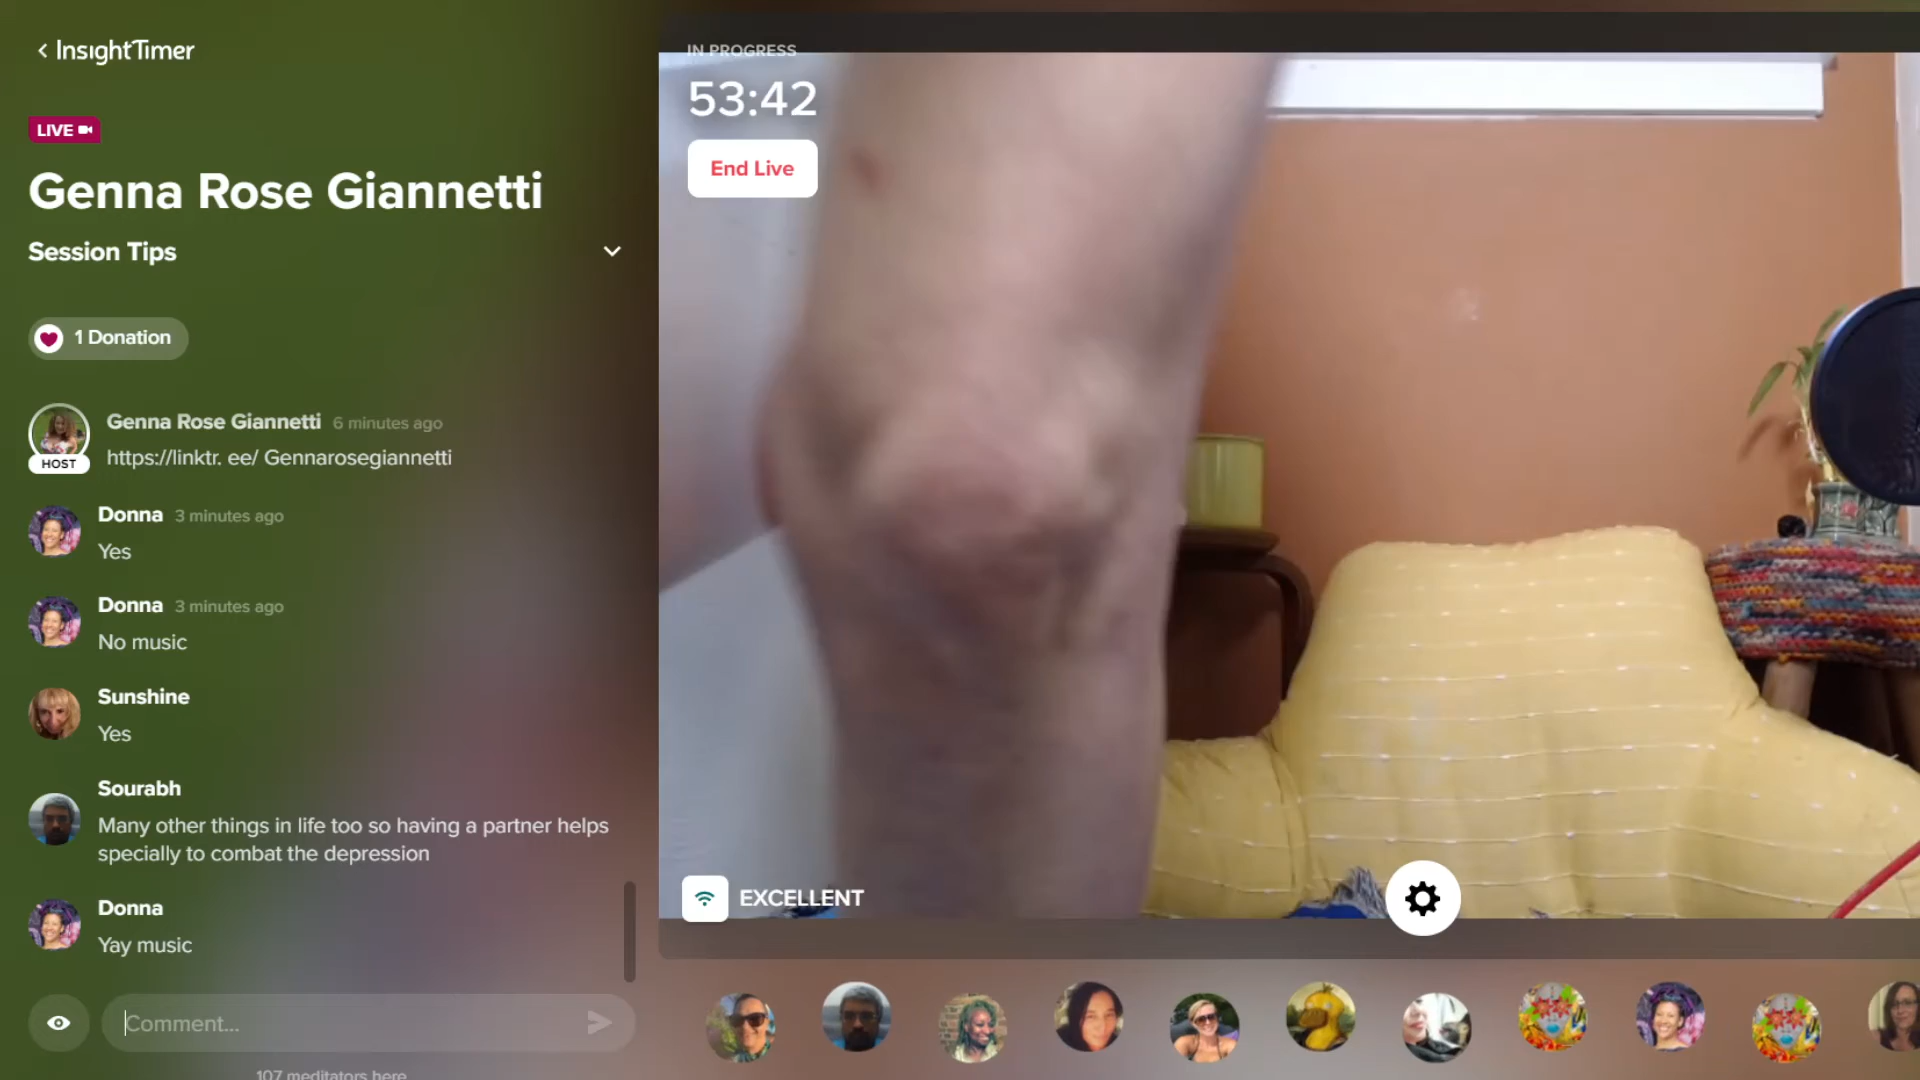 InsightTimer
LIVE
Genna Rose Giannetti
Session Tips
1 Donation
Genna Rose Giannetti 6 minutes ago
https://linktr. ee/ Gennarosegiannetti
HOST
Donna 3 minutes ago
Yes
Donna 3 minutes ago
No music
Sunshine
Yes
Sourabh
Many other things in life too so having a partner helps
specially to combat the depression
Donna
Yay music
Comment...
107 meditators here
IN PROGRESS
53:42
End Live
EXCELLENT